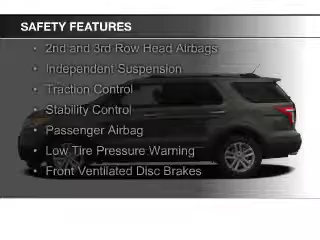 SAFETY FEATURES
• 2nd and 3rd Row Head Airbags
• Independent Suspension
• Traction Control
• Stability Control
• Passenger Airbag
• Low Tire Pressure Warning
• Front Ventilated Disc Brakes